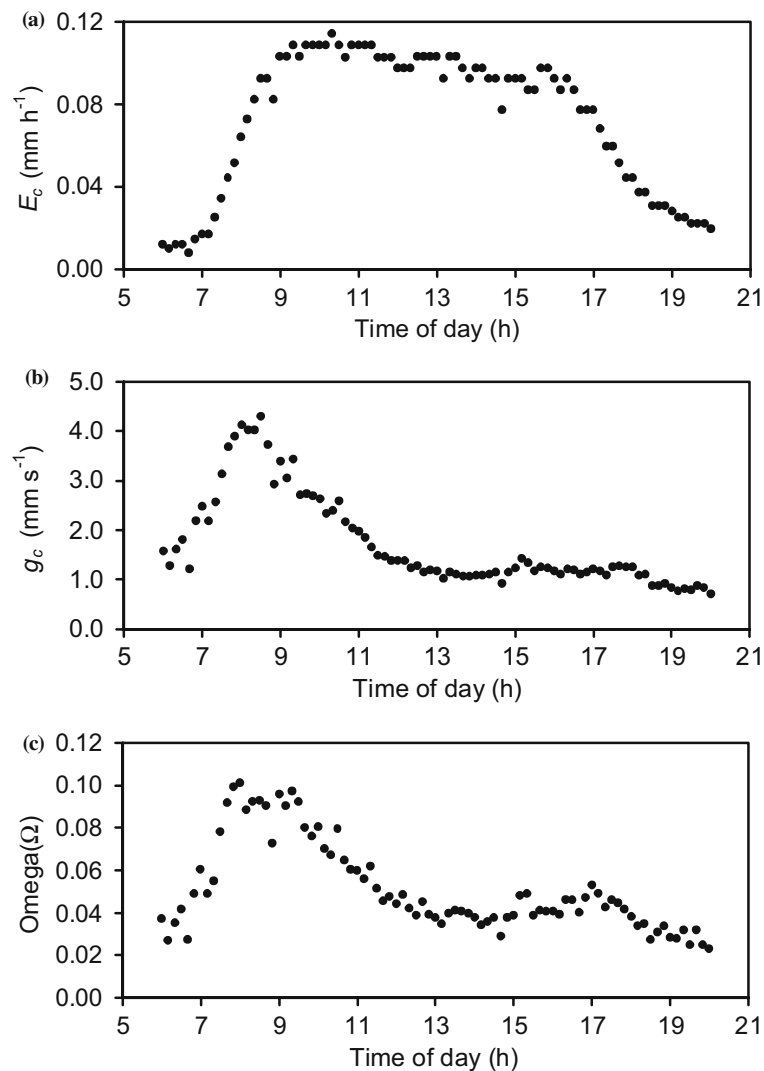 (a)
0.12
0.08
0.04
0.00
E_c (mm h⁻¹)
5 7 9 11 13 15 17 19 21
Time of day (h)
(b)
5.0
4.0
3.0
2.0
1.0
0.0
g_c (mm s⁻¹)
5 7 9 11 13 15 17 19 21
Time of day (h)
(c)
0.12
0.10
0.08
0.06
0.04
0.02
0.00
Omega(Ω)
5 7 9 11 13 15 17 19 21
Time of day (h)